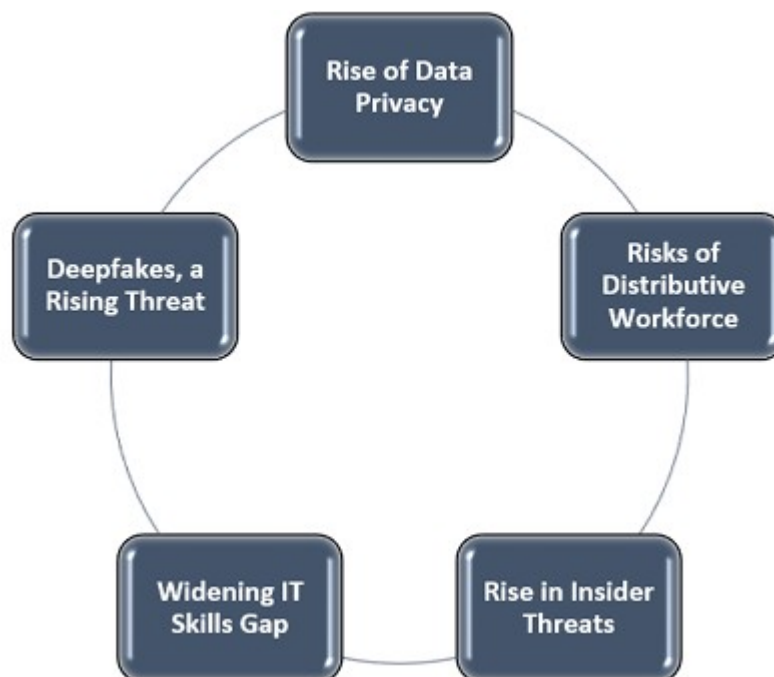 Rise of Data
Privacy
Risks of
Distributive
Workforce
Rise in Insider
Threats
Widening IT
Skills Gap
Deepfakes, a
Rising Threat